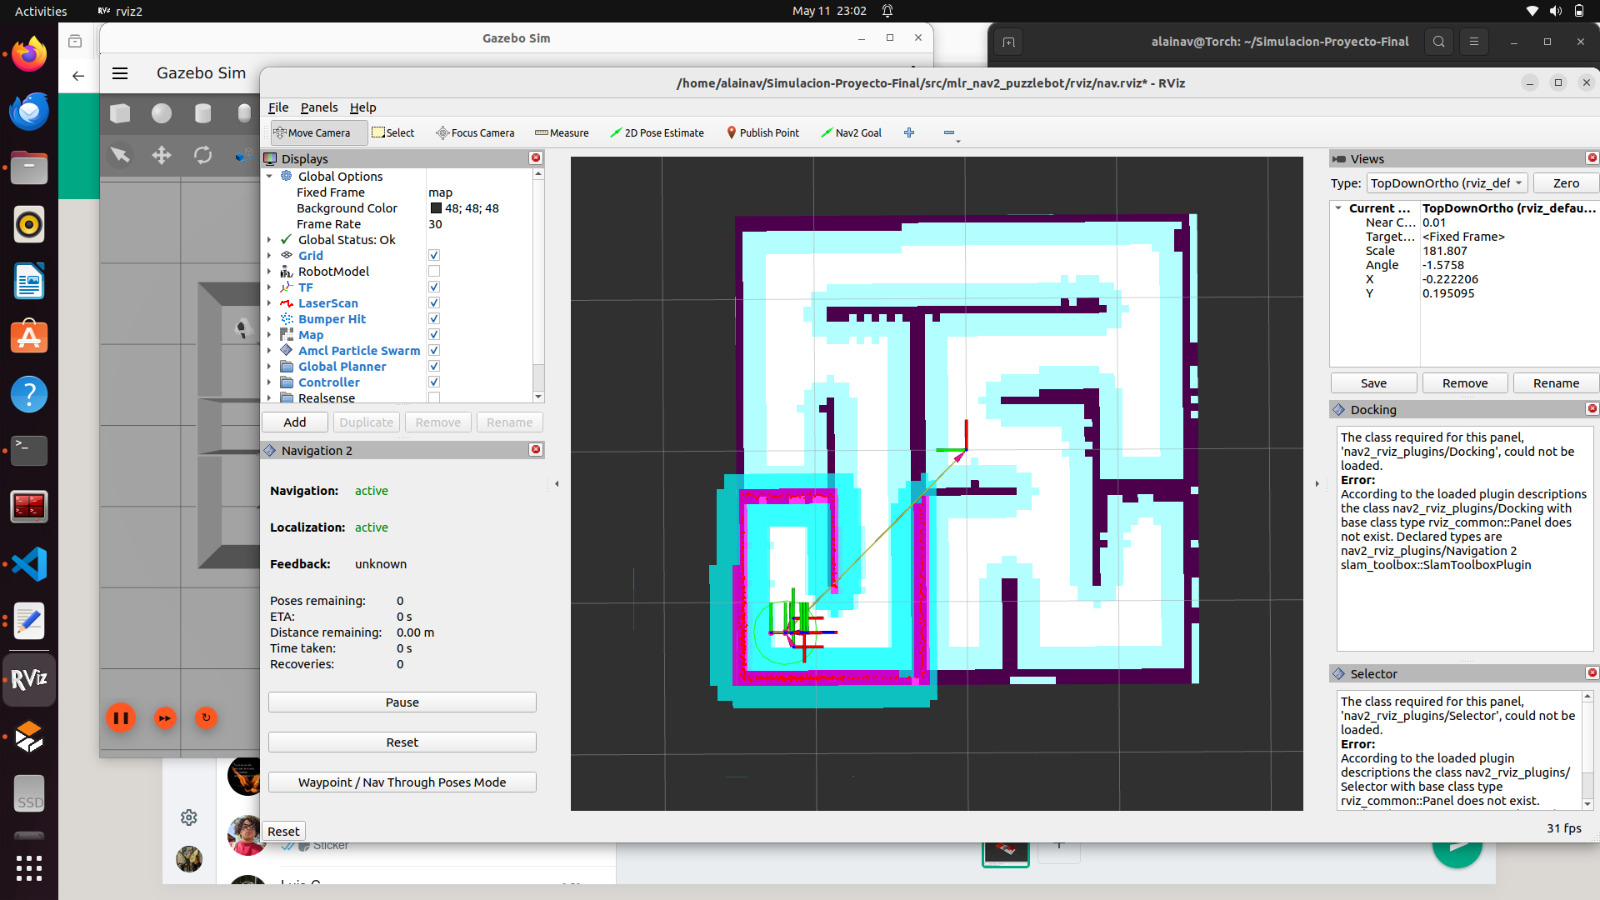 Activities
RViz rviz2
May 11 23:02
Gazebo Sim
Gazebo Sim
alainav@Torch: ~/Simulacion-Proyecto-Final
/home/alainav/Simulacion-Proyecto-Final/src/mlr_nav2_puzzlebot/rviz/nav.rviz* - RViz
File Panels Help
Move Camera Select Focus Camera Measure 2D Pose Estimate Publish Point Nav2 Goal
Displays
Global Options
Fixed Frame map
Background Color 48; 48; 48
Frame Rate 30
Global Status: Ok
Grid
RobotModel
TF
LaserScan
Bumper Hit
Map
Amcl Particle Swarm
Global Planner
Controller
Realsense
Add Duplicate Remove Rename
Navigation 2
Navigation: active
Localization: active
Feedback: unknown
Poses remaining: 0
ETA: 0 s
Distance remaining: 0.00 m
Time taken: 0 s
Recoveries: 0
Pause
Reset
Waypoint / Nav Through Poses Mode
Reset
Views
Type: TopDownOrtho (rviz_def Zero
Current ... TopDownOrtho (rviz_defau...
Near C... 0.01
Target... <Fixed Frame>
Scale 181.807
Angle -1.5758
X -0.222206
Y 0.195095
Save Remove Rename
Docking
The class required for this panel,
'nav2_rviz_plugins/Docking', could not be
loaded.
Error:
According to the loaded plugin descriptions
the class nav2_rviz_plugins/Docking with
base class type rviz_common::Panel does
not exist. Declared types are
nav2_rviz_plugins/Navigation 2
slam_toolbox::SlamToolboxPlugin
Selector
The class required for this panel,
'nav2_rviz_plugins/Selector', could not be
loaded.
Error:
According to the loaded plugin
descriptions the class nav2_rviz_plugins/
Selector with base class type
rviz_common::Panel does not exist.
31 fps
RViz
SSD
Sticker